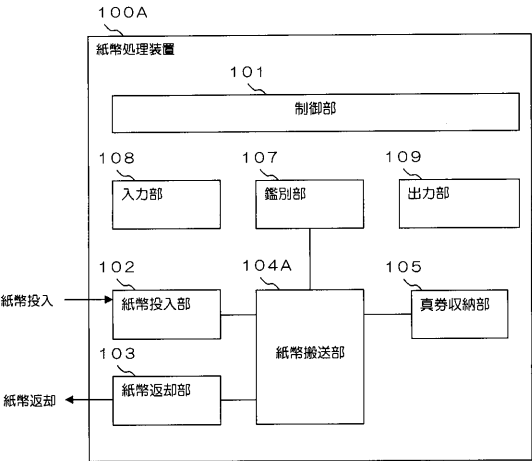 １００Ａ
紙幣処理装置
１０１
制御部
１０８
１０７
１０９
入力部
鑑別部
出力部
１０２
１０４Ａ
１０５
紙幣投入
紙幣投入部
紙幣搬送部
真券収納部
１０３
紙幣返却
紙幣返却部